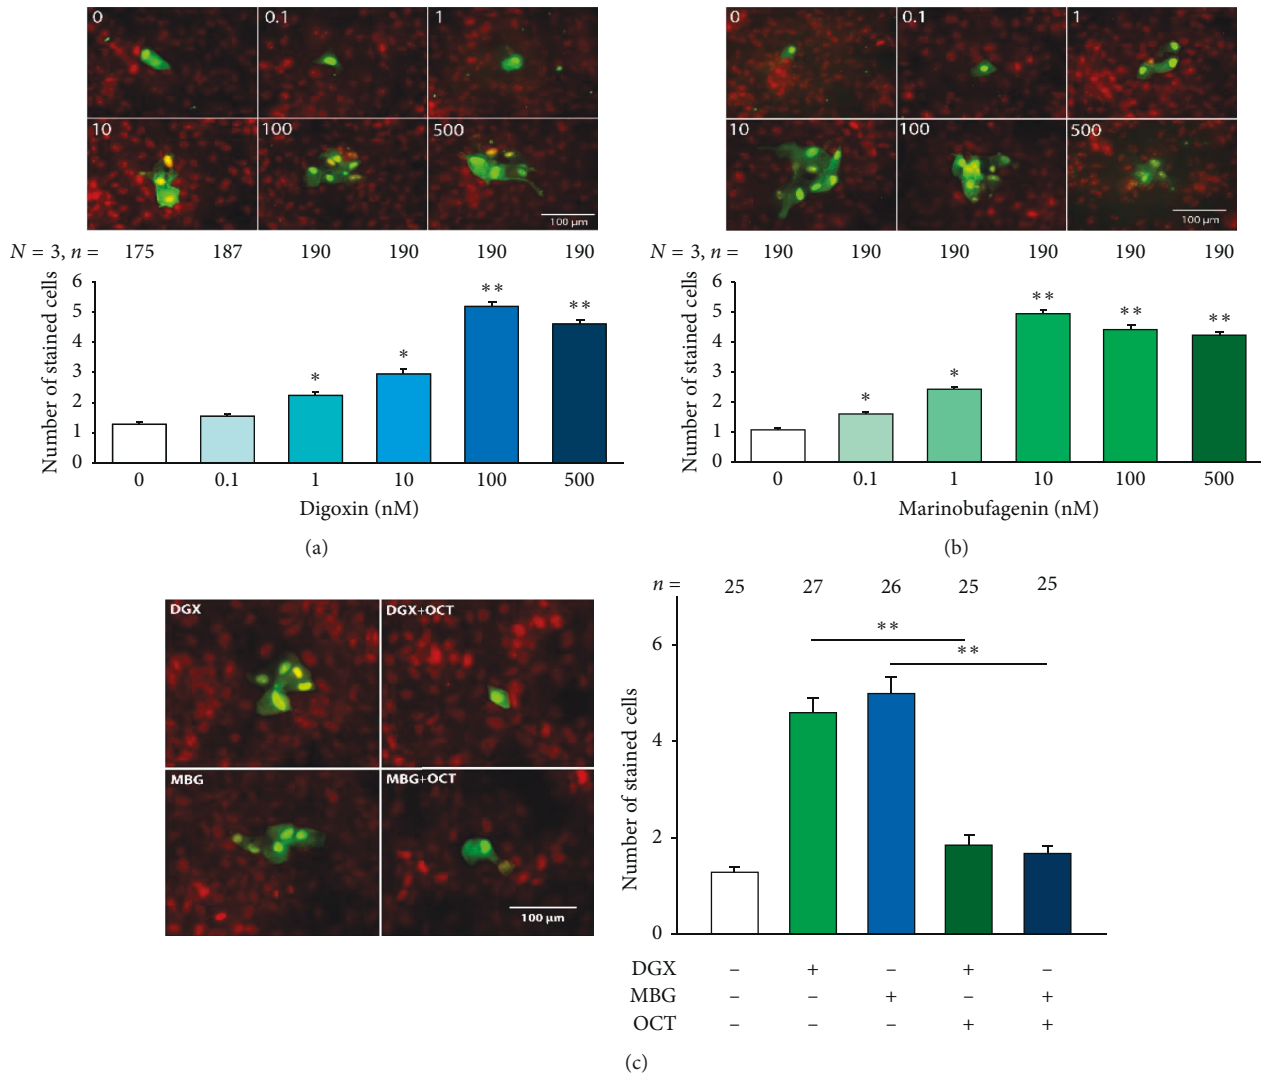 0 0.1 1
10 100 500
100 µm
N = 3, n = 175 187 190 190 190 190
Number of stained cells
6
5
4
3
2
1
0
* * ** **
0 0.1 1 10 100 500
Digoxin (nM)
(a)
0 0.1 1
10 100 500
100 µm
N = 3, n = 190 190 190 190 190 190
Number of stained cells
6
5
4
3
2
1
0
* * ** ** **
0 0.1 1 10 100 500
Marinobufagenin (nM)
(b)
DGX DGX+OCT
MBG MBG+OCT
100 µm
n = 25 27 26 25 25
Number of stained cells
6
4
2
0
**
**
DGX – + – + –
MBG – – + – +
OCT – – – + +
(c)